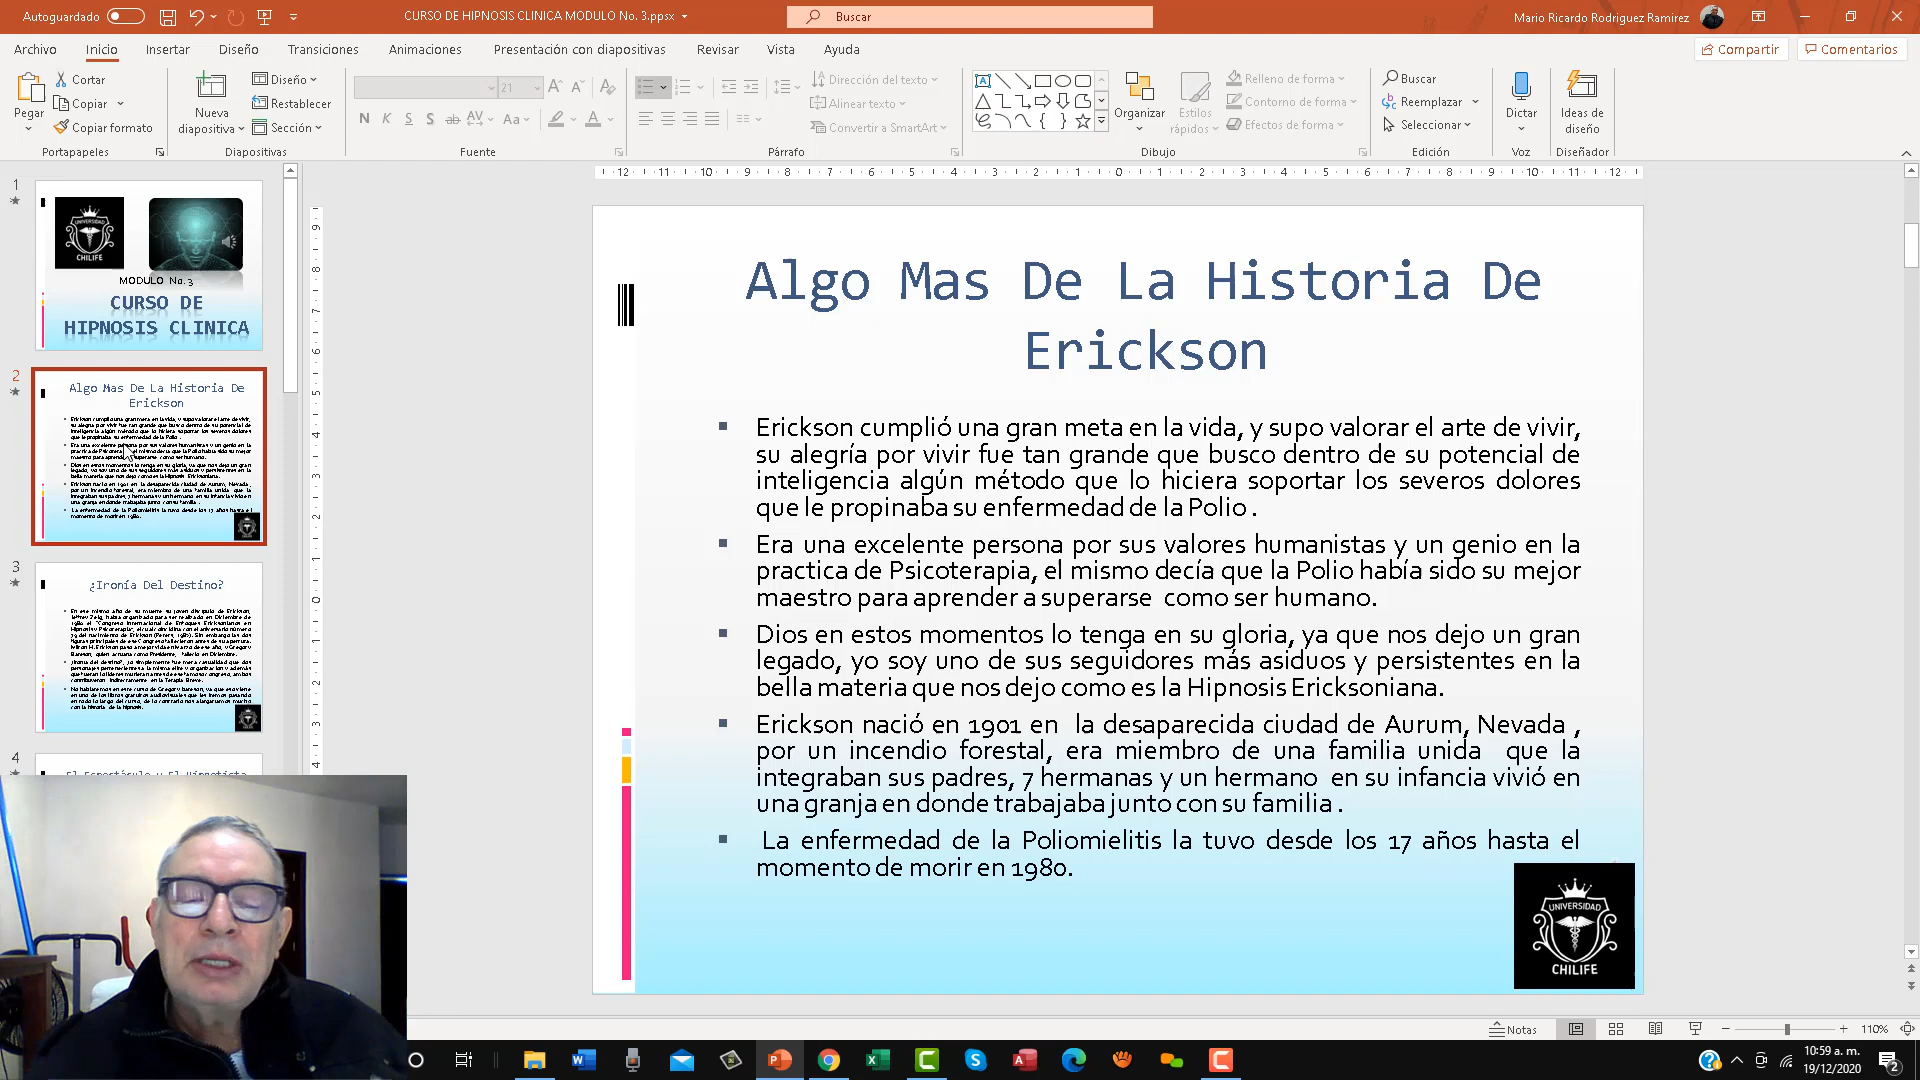 Autoguardado
CURSO DE HIPNOSIS CLINICA MODULO No. 3.ppsx
Buscar
Mario Ricardo Rodriguez Ramirez
Archivo
Inicio
Insertar
Diseño
Transiciones
Animaciones
Presentación con diapositivas
Revisar
Vista
Ayuda
Compartir
Comentarios
Pegar
Cortar
Copiar
Copiar formato
Portapapeles
Nueva
diapositiva
Diseño
Restablecer
Sección
Diapositivas
21
N K S S ab AV Aa A
Fuente
Dirección del texto
Alinear texto
Convertir a SmartArt
Párrafo
Organizar
Estilos
rápidos
Relleno de forma
Contorno de forma
Efectos de forma
Dibujo
Buscar
Reemplazar
Seleccionar
Edición
Dictar
Voz
Ideas de
diseño
Diseñador
1
UNIVERSIDAD
CHILIFE
MODULO No. 3
CURSO DE
HIPNOSIS CLINICA
2
Algo Mas De La Historia De
Erickson
3
¿Ironía Del Destino?
4
Algo Mas De La Historia De
Erickson
Erickson cumplió una gran meta en la vida, y supo valorar el arte de vivir,
su alegría por vivir fue tan grande que busco dentro de su potencial de
inteligencia algún método que lo hiciera soportar los severos dolores
que le propinaba su enfermedad de la Polio .
Era una excelente persona por sus valores humanistas y un genio en la
practica de Psicoterapia, el mismo decía que la Polio había sido su mejor
maestro para aprender a superarse como ser humano.
Dios en estos momentos lo tenga en su gloria, ya que nos dejo un gran
legado, yo soy uno de sus seguidores más asiduos y persistentes en la
bella materia que nos dejo como es la Hipnosis Ericksoniana.
Erickson nació en 1901 en la desaparecida ciudad de Aurum, Nevada ,
por un incendio forestal, era miembro de una familia unida que la
integraban sus padres, 7 hermanas y un hermano en su infancia vivió en
una granja en donde trabajaba junto con su familia .
La enfermedad de la Poliomielitis la tuvo desde los 17 años hasta el
momento de morir en 1980.
UNIVERSIDAD
CHILIFE
Notas
110%
10:59 a. m.
19/12/2020
2